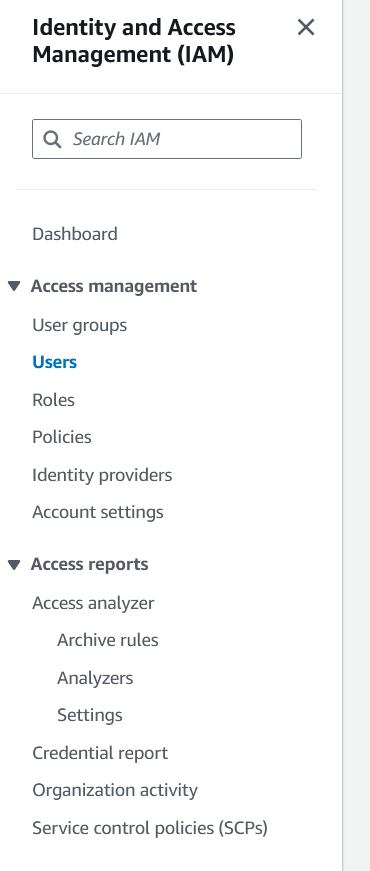 Identity and Access
Management (IAM)
Search IAM
Dashboard
Access management
User groups
Users
Roles
Policies
Identity providers
Account settings
Access reports
Access analyzer
Archive rules
Analyzers
Settings
Credential report
Organization activity
Service control policies (SCPs)